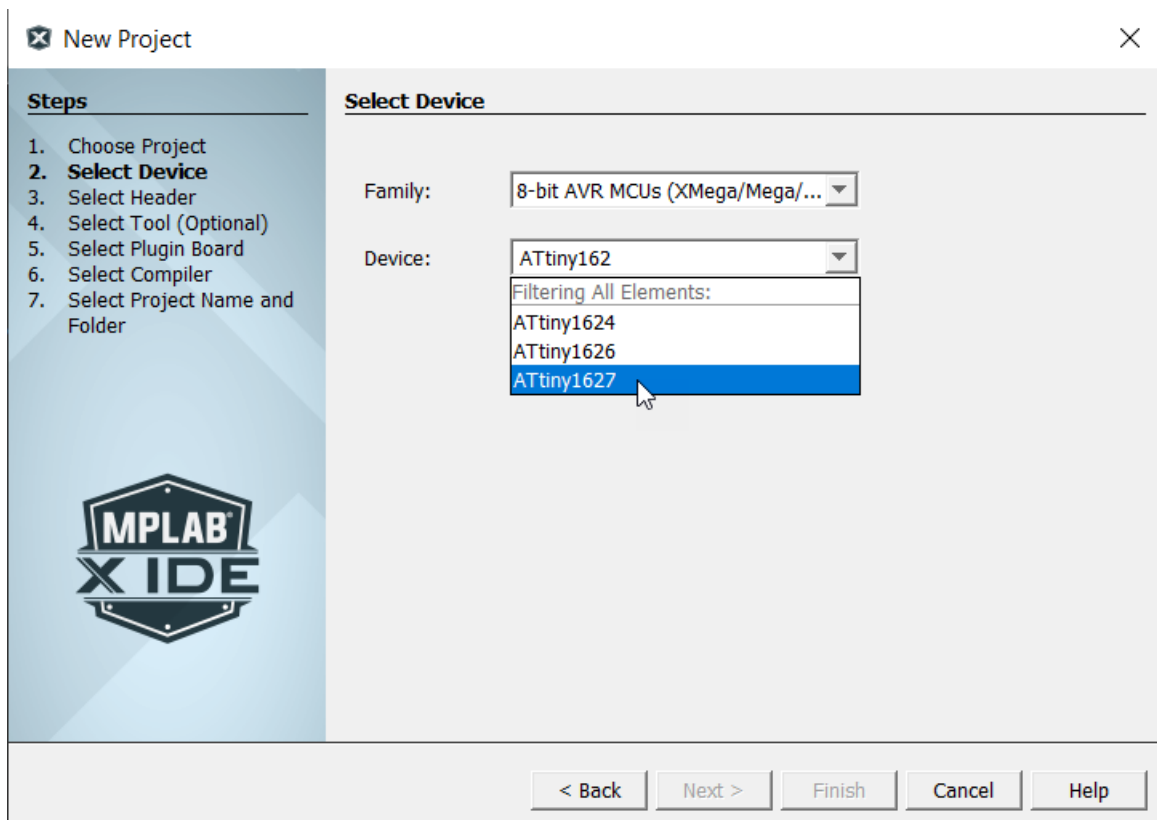 New Project
Steps
1. Choose Project
2. Select Device
3. Select Header
4. Select Tool (Optional)
5. Select Plugin Board
6. Select Compiler
7. Select Project Name and
Folder
MPLAB®
X IDE
Select Device
Family: 8-bit AVR MCUs (XMega/Mega/...
Device: ATtiny162
Filtering All Elements:
ATtiny1624
ATtiny1626
ATtiny1627
< Back Next > Finish Cancel Help